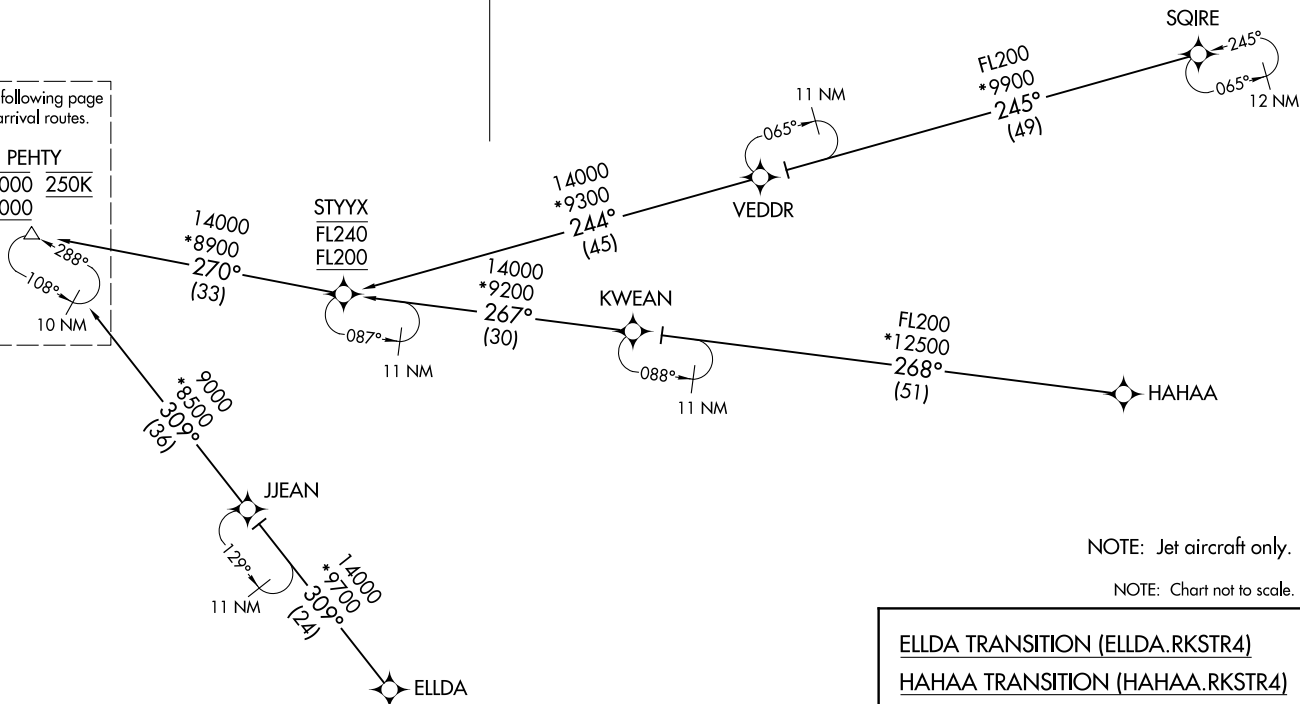 SQIRE
245°
065°
12 NM
FL200
*9900
245°
(49)
11 NM
065°
VEDDR
following page
arrival routes.
PEHTY
000 250K
000
288°
108°
10 NM
14000
*9300
244°
(45)
STYYX
FL240
FL200
14000
*8900
270°
(33)
087°
11 NM
14000
*9200
267°
(30)
KWEAN
088°
11 NM
FL200
*12500
268°
(51)
HAHAA
9000
*8500
309°
(36)
JJEAN
129°
11 NM
14000
*9700
309°
(24)
ELLDA
NOTE: Jet aircraft only.
NOTE: Chart not to scale.
ELLDA TRANSITION (ELLDA.RKSTR4)
HAHAA TRANSITION (HAHAA.RKSTR4)